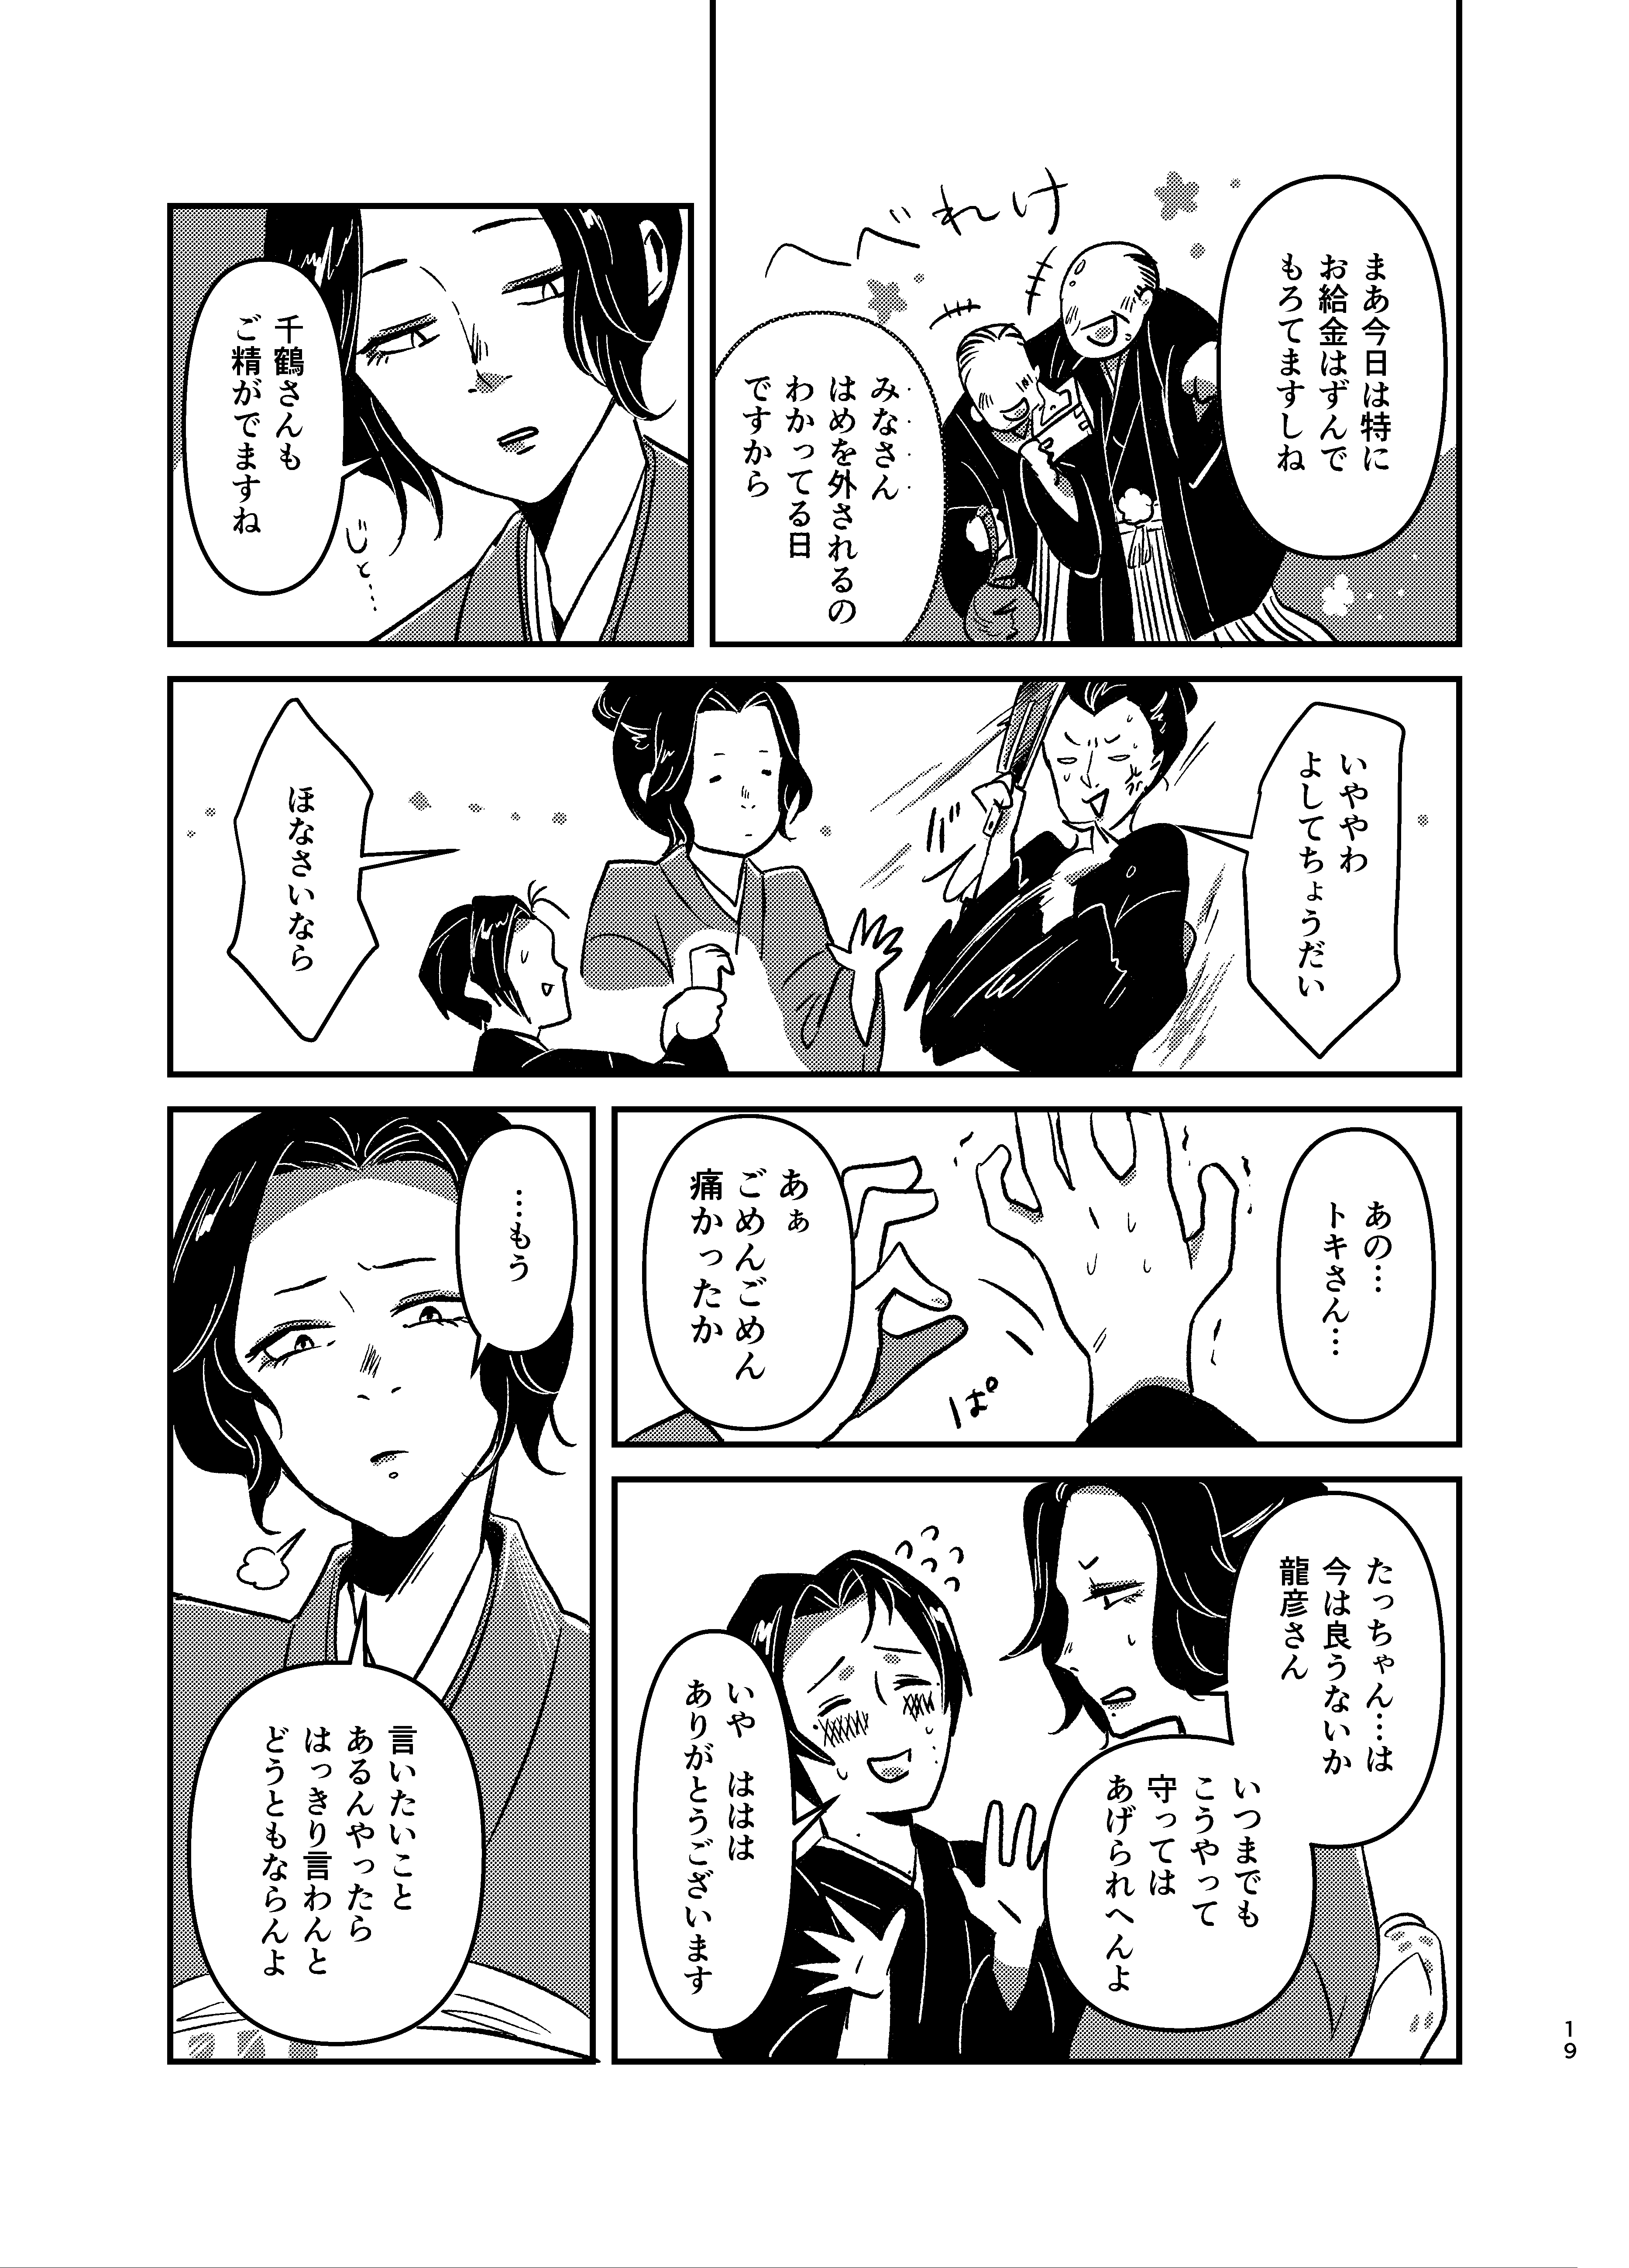 まあ今日は特に
お給金はずんで
もろてますしね
へべれけ
みなさん
はめを外されるの
わかってる日
ですから
千鶴さんも
ご精がでますね
じと…
いややわ
よしてちょうだい
ほなさいなら
あの…
トキさん…
ぱ
あぁ
ごめんごめん
痛かったか
たっちゃん…は
今は良うないか
龍彦さん
いつまでも
こうやって
守っては
あげられへんよ
いや ははは
ありがとうございます
…もう
言いたいこと
あるんやったら
はっきり言わんと
どうともならんよ
19